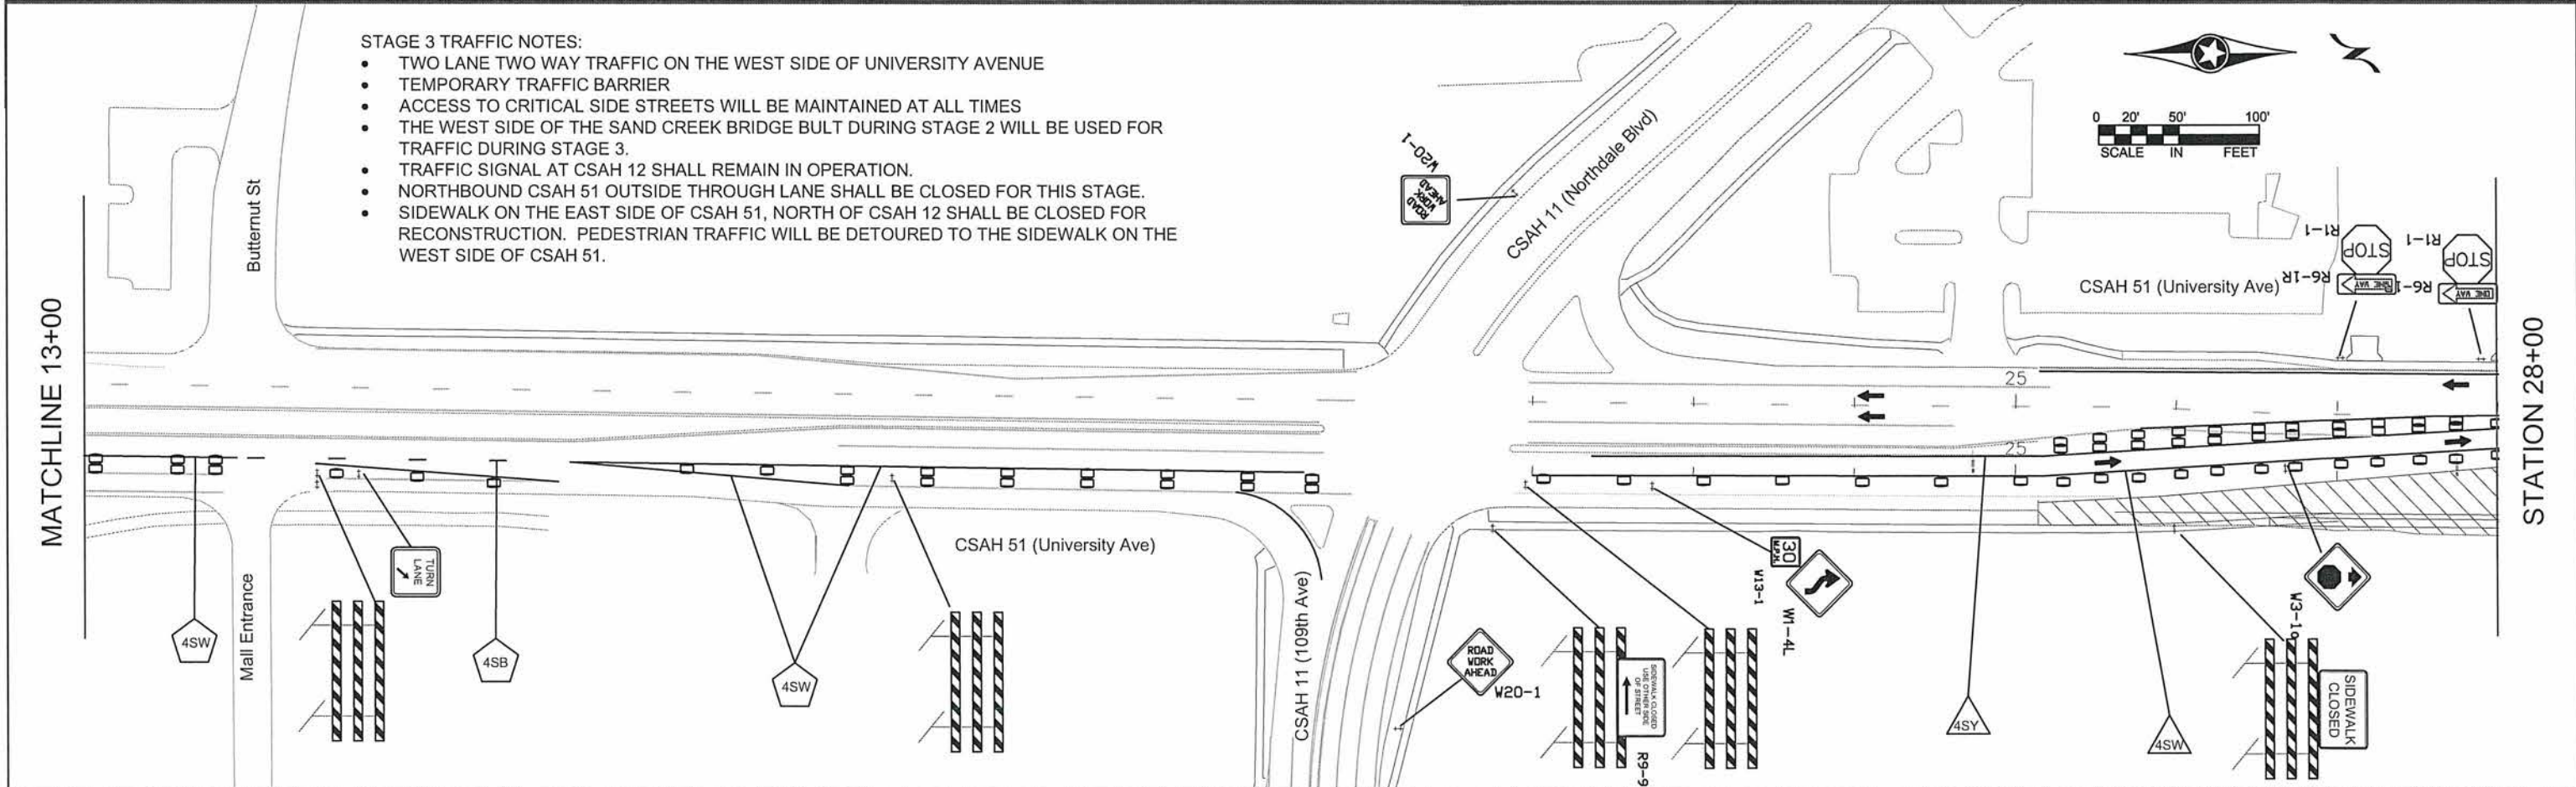 STAGE 3 TRAFFIC NOTES:
• TWO LANE TWO WAY TRAFFIC ON THE WEST SIDE OF UNIVERSITY AVENUE
• TEMPORARY TRAFFIC BARRIER
• ACCESS TO CRITICAL SIDE STREETS WILL BE MAINTAINED AT ALL TIMES
• THE WEST SIDE OF THE SAND CREEK BRIDGE BULT DURING STAGE 2 WILL BE USED FOR
TRAFFIC DURING STAGE 3.
• TRAFFIC SIGNAL AT CSAH 12 SHALL REMAIN IN OPERATION.
• NORTHBOUND CSAH 51 OUTSIDE THROUGH LANE SHALL BE CLOSED FOR THIS STAGE.
• SIDEWALK ON THE EAST SIDE OF CSAH 51, NORTH OF CSAH 12 SHALL BE CLOSED FOR
RECONSTRUCTION. PEDESTRIAN TRAFFIC WILL BE DETOURED TO THE SIDEWALK ON THE
WEST SIDE OF CSAH 51.
MATCHLINE 13+00
Butternut St
W20-1
ROAD
WORK
AHEAD
CSAH 11 (Northdale Blvd)
0 20' 50' 100'
SCALE IN FEET
R1-1
STOP
R6-1R
ONE WAY
R1-1
STOP
R6-1
ONE WAY
CSAH 51 (University Ave)
STATION 28+00
25
25
4SW
Mall Entrance
TURN
LANE
4SB
4SW
CSAH 51 (University Ave)
CSAH 11 (109th Ave)
ROAD
WORK
AHEAD
W20-1
SIDEWALK CLOSED
USE OTHER SIDE
OF STREET
R9-9
30
M.P.H.
W13-1
W1-4L
4SY
4SW
W3-1a
SIDEWALK
CLOSED